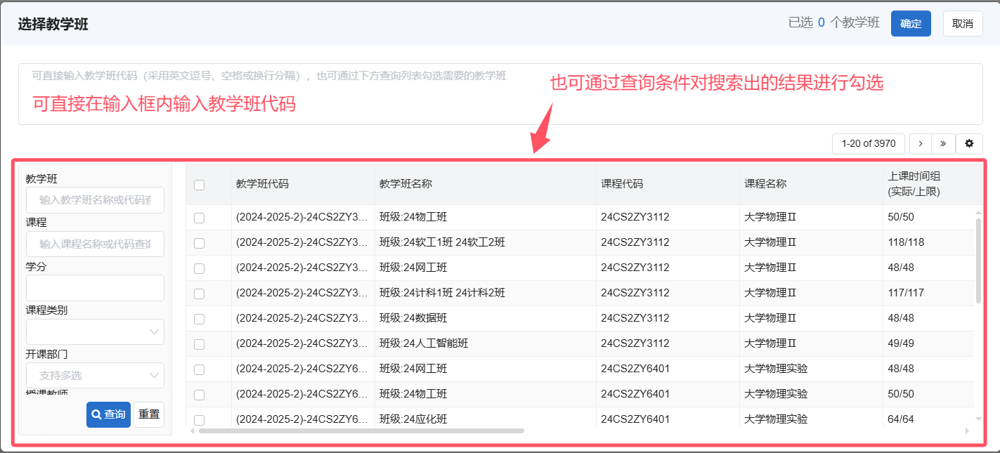 选择教学班
已选 0 个教学班 确定 取消
可直接输入教学班代码（采用英文逗号、空格或换行分隔），也可通过下方查询列表勾选需要的教学班
也可通过查询条件对搜索出的结果进行勾选
可直接在输入框内输入教学班代码
1-20 of 3970
教学班
输入教学班名称或代码查
课程
输入课程名称或代码查询
学分
课程类别
开课部门
支持多选
授课教师
查询 重置
教学班代码 教学班名称 课程代码 课程名称 上课时间组
(实际/上限)
(2024-2025-2)-24CS2ZY3... 班级:24物工班 24CS2ZY3112 大学物理Ⅱ 50/50
(2024-2025-2)-24CS2ZY3... 班级:24软工1班 24软工2班 24CS2ZY3112 大学物理Ⅱ 118/118
(2024-2025-2)-24CS2ZY3... 班级:24网工班 24CS2ZY3112 大学物理Ⅱ 48/48
(2024-2025-2)-24CS2ZY3... 班级:24计科1班 24计科2班 24CS2ZY3112 大学物理Ⅱ 117/117
(2024-2025-2)-24CS2ZY3... 班级:24数据班 24CS2ZY3112 大学物理Ⅱ 48/48
(2024-2025-2)-24CS2ZY3... 班级:24人工智能班 24CS2ZY3112 大学物理Ⅱ 49/49
(2024-2025-2)-24CS2ZY6... 班级:24网工班 24CS2ZY6401 大学物理实验 48/48
(2024-2025-2)-24CS2ZY6... 班级:24物工班 24CS2ZY6401 大学物理实验 50/50
(2024-2025-2)-24CS2ZY6... 班级:24应化班 24CS2ZY6401 大学物理实验 64/64